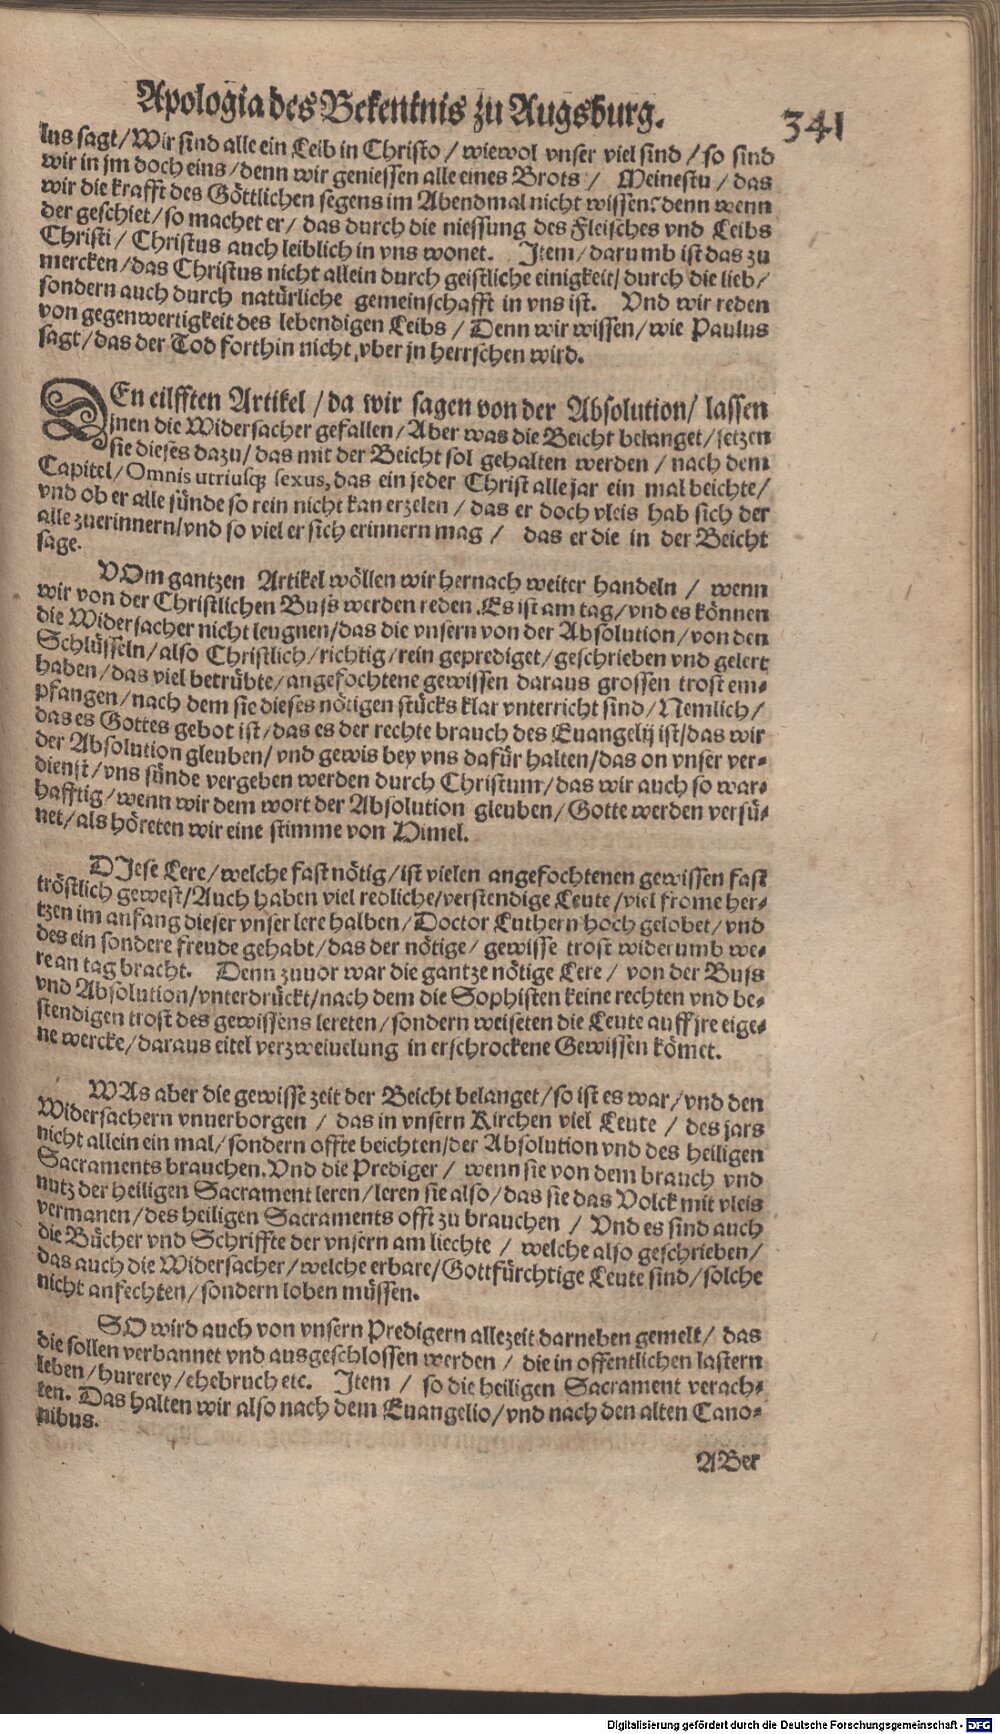 Apologia des Bekentnis zu Augsburg. 341
lus sagt/Wir sind alle ein Leib in Christo/wiewol vnser viel sind/so sind
wir in jm doch eins/denn wir geniessen alle eines Brots/ Meinestu/das
wir die krafft des Göttlichen segens im Abendmal nicht wissen? denn wenn
der geschiet/so machet er/das durch die niessung des Fleisches vnd Leibs
Christi/Christus auch leiblich in vns wonet. Item/darumb ist das zu
mercken/das Christus nicht allein durch geistliche einigkeit/durch die lieb/
sondern auch durch natürliche gemeinschafft in vns ist. Vnd wir reden
von gegenwertigkeit des lebendigen Leibs/Denn wir wissen/wie Paulus
sagt/das der Tod forthin nicht vber jn herrschen wird.
DEn eilfften Artikel/da wir sagen von der Absolution/lassen
jnen die Widersacher gefallen/Aber was die Beicht belanget/setzen
sie dieses dazu/das mit der Beicht sol gehalten werden/nach dem
Capitel/Omnis utriusq; sexus, das ein jeder Christ alle jar ein mal beichte/
vnd ob er alle sünde so rein nicht kan erzelen/das er doch vleis hab sich der
alle zuerinnern/vnd so viel er sich erinnern mag/ das er die in der Beicht
sage.
VOm gantzen Artikel wöllen wir hernach weiter handeln/ wenn
wir von der Christlichen Buss werden reden. Es ist am tag/vnd es können
die Widersacher nicht leugnen/das die vnsern von der Absolution/von den
Schlüsseln/also Christlich/richtig/rein geprediget/geschrieben vnd gelert
haben/das viel betrübte/angefochtene gewissen daraus grossen trost em-
pfangen/nach dem sie dieses nötigen stücks klar vnterricht sind/Nemlich/
das es Gottes gebot ist/das es der rechte brauch des Euangelij ist/das wir
der Absolution gleuben/vnd gewis bey vns dafür halten/das on vnser ver-
dienst/vns sünde vergeben werden durch Christum/das wir auch so war-
hafftig/wenn wir dem wort der Absolution gleuben/Gotte werden versü-
net/als höreten wir eine stimme von Himel.
DIese Lere/welche fast nötig/ist vielen angefochtenen gewissen fast
tröstlich gewest/Auch haben viel redliche/verstendige Leute/viel frome her-
tzen im anfang dieser vnser lere halben/Doctor Luthern hoch gelobet/vnd
des ein sondere freude gehabt/das der nötige/gewisse trost widerumb we-
re an tag bracht. Denn zuuor war die gantze nötige Lere/von der Buss
vnd Absolution/vnterdrückt/nach dem die Sophisten keine rechten vnd be-
stendigen trost des gewissens lereten/sondern weiseten die Leute auff jre eige-
ne wercke/daraus eitel verzweiuelung in erschrockene Gewissen kömet.
WAs aber die gewisse zeit der Beicht belanget/so ist es war/vnd den
Widersachern vnuerborgen/das in vnsern Kirchen viel Leute/des jars
nicht allein ein mal/sondern offte beichten/der Absolution vnd des heiligen
Sacraments brauchen. Vnd die Prediger/wenn sie von dem brauch vnd
nutz der heiligen Sacrament leren/leren sie also/das sie das Volck mit vleis
vermanen/des heiligen Sacraments offt zu brauchen/Vnd es sind auch
die Bücher vnd Schriffte der vnsern am liechte/welche also geschrieben/
das auch die Widersacher/welche erbare/Gottfürchtige Leute sind/solche
nicht anfechten/sondern loben müssen.
SO wird auch von vnsern Predigern allezeit darneben gemelt/das
die sollen verbannet vnd ausgeschlossen werden/die in offentlichen lastern
leben/hurerey/ehebruch etc. Item/so die heiligen Sacrament verach-
ten. Das halten wir also nach dem Euangelio/vnd nach den alten Cano-
nibus.
ABer
Digitalisierung gefördert durch die Deutsche Forschungsgemeinschaft - DFG